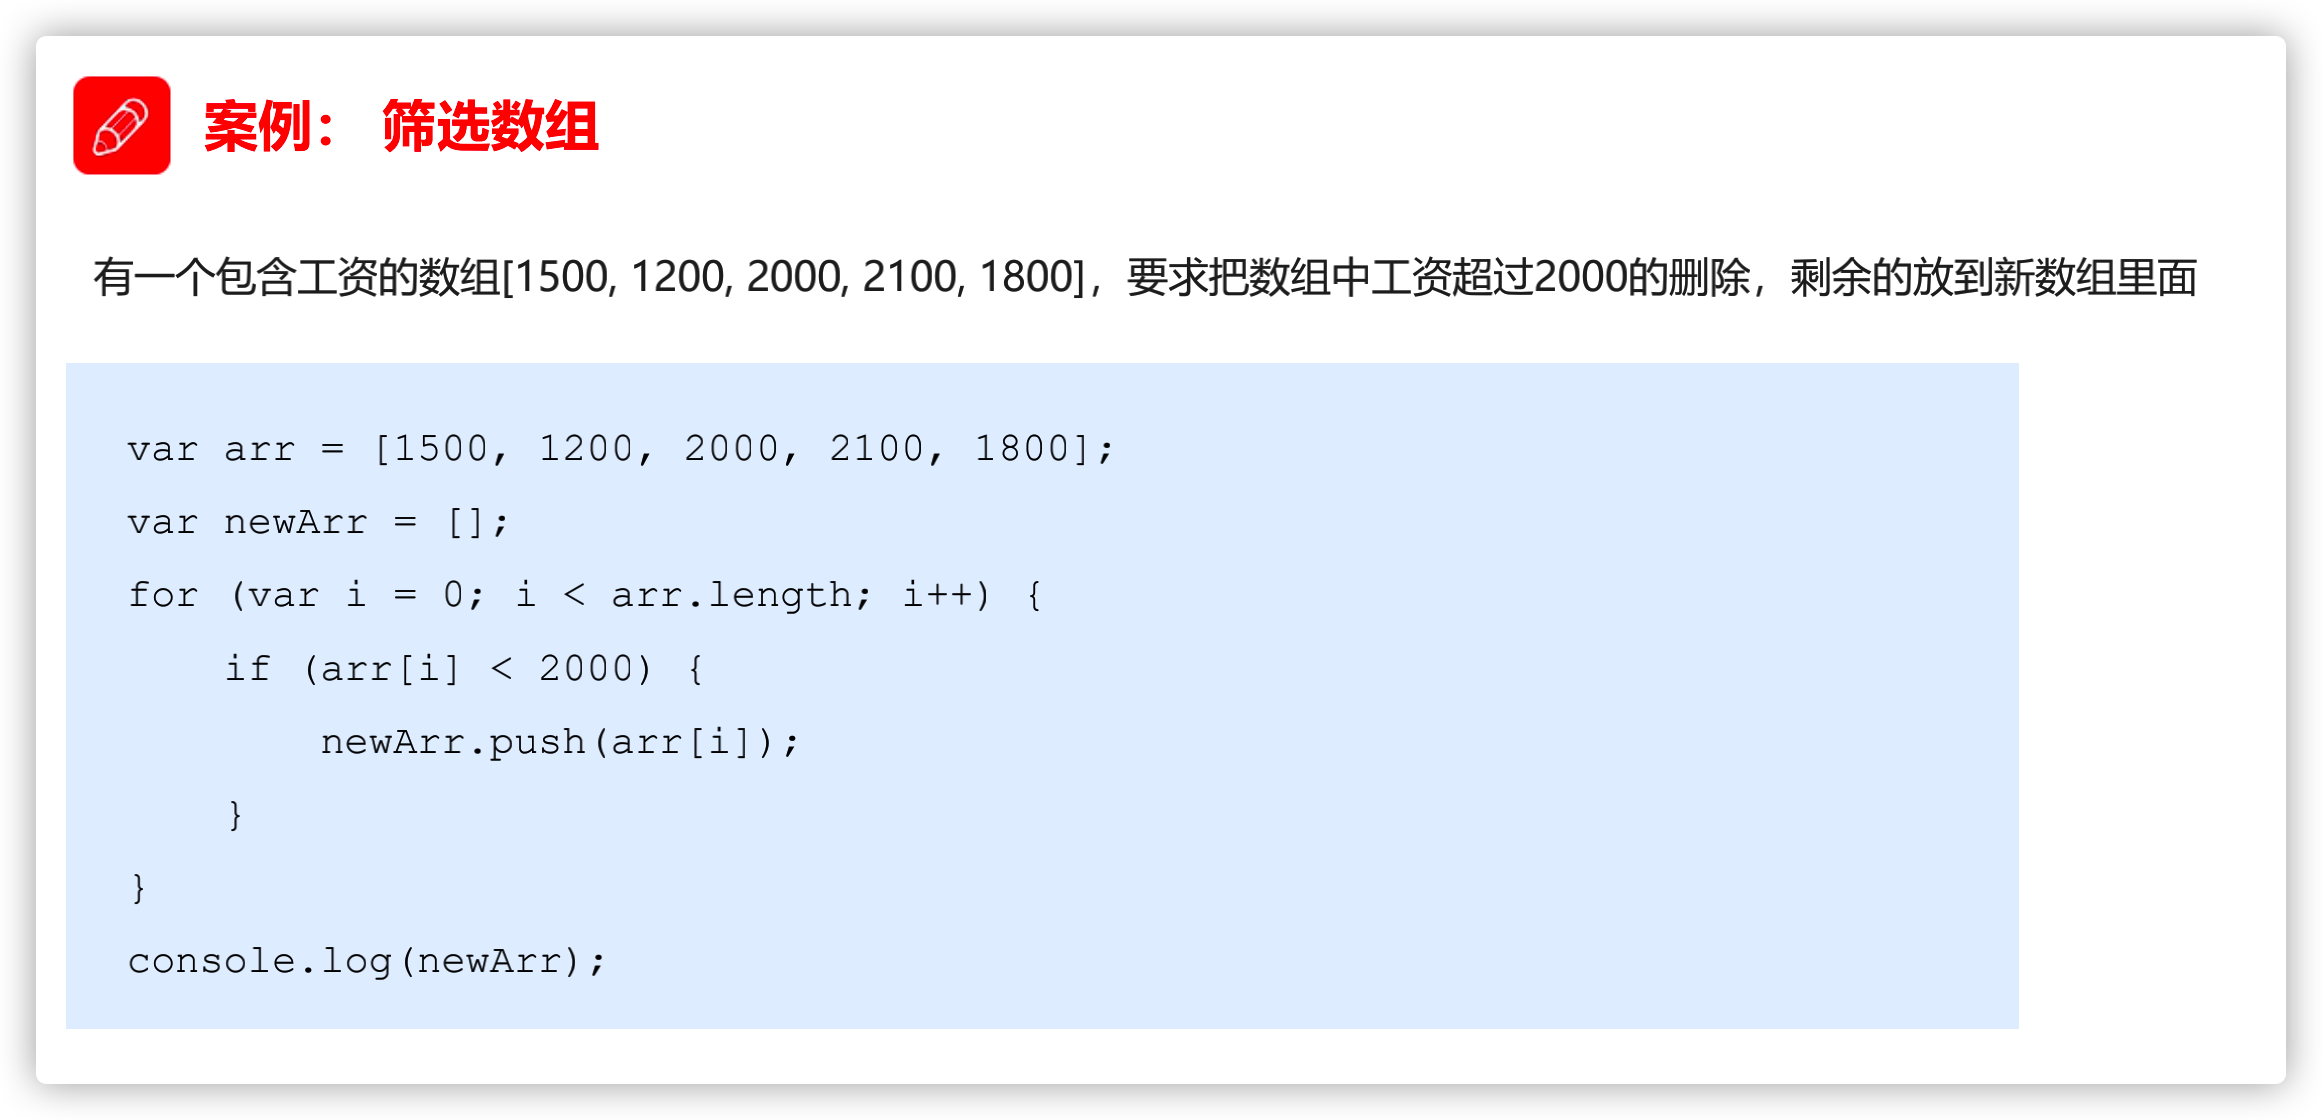 案例： 筛选数组
有一个包含工资的数组[1500, 1200, 2000, 2100, 1800]，要求把数组中工资超过2000的删除，剩余的放到新数组里面
var arr = [1500, 1200, 2000, 2100, 1800];
var newArr = [];
for (var i = 0; i < arr.length; i++) {
    if (arr[i] < 2000) {
        newArr.push(arr[i]);
    }
}
console.log(newArr);